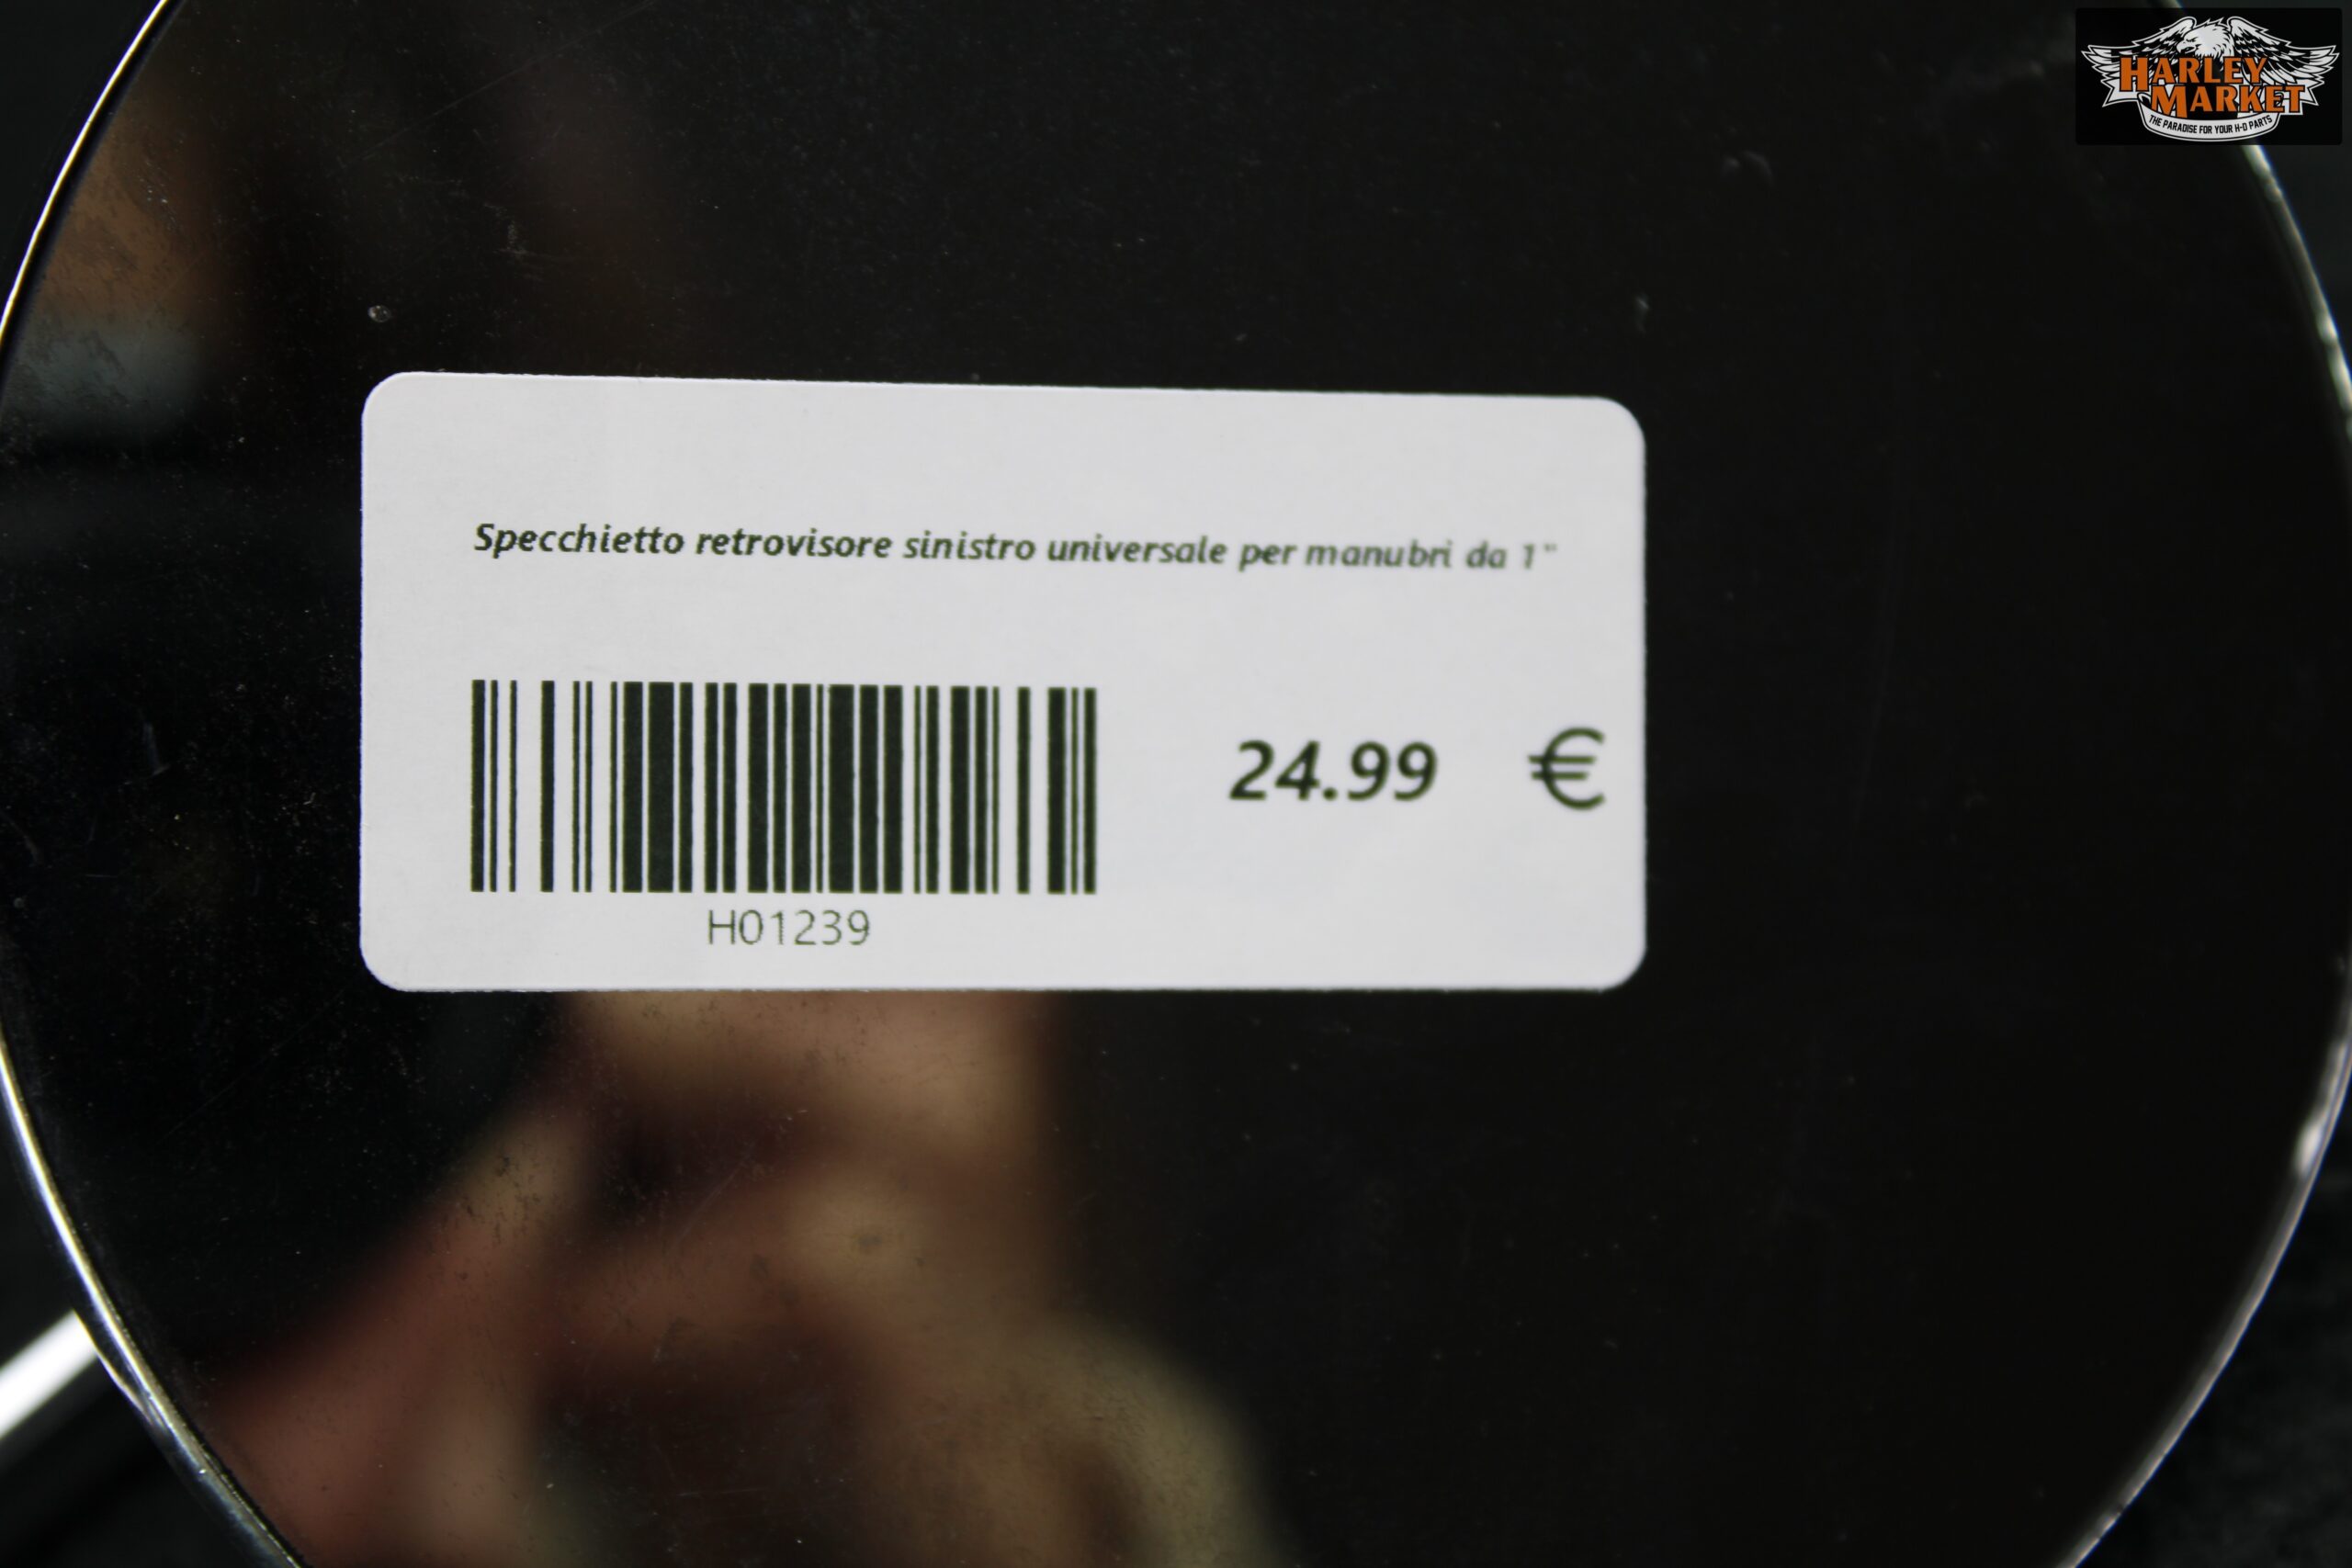 HARLEY
MARKET
THE PARADISE FOR YOUR H-D PARTS
Specchietto retrovisore sinistro universale per manubri da 1"
24.99 €
H01239